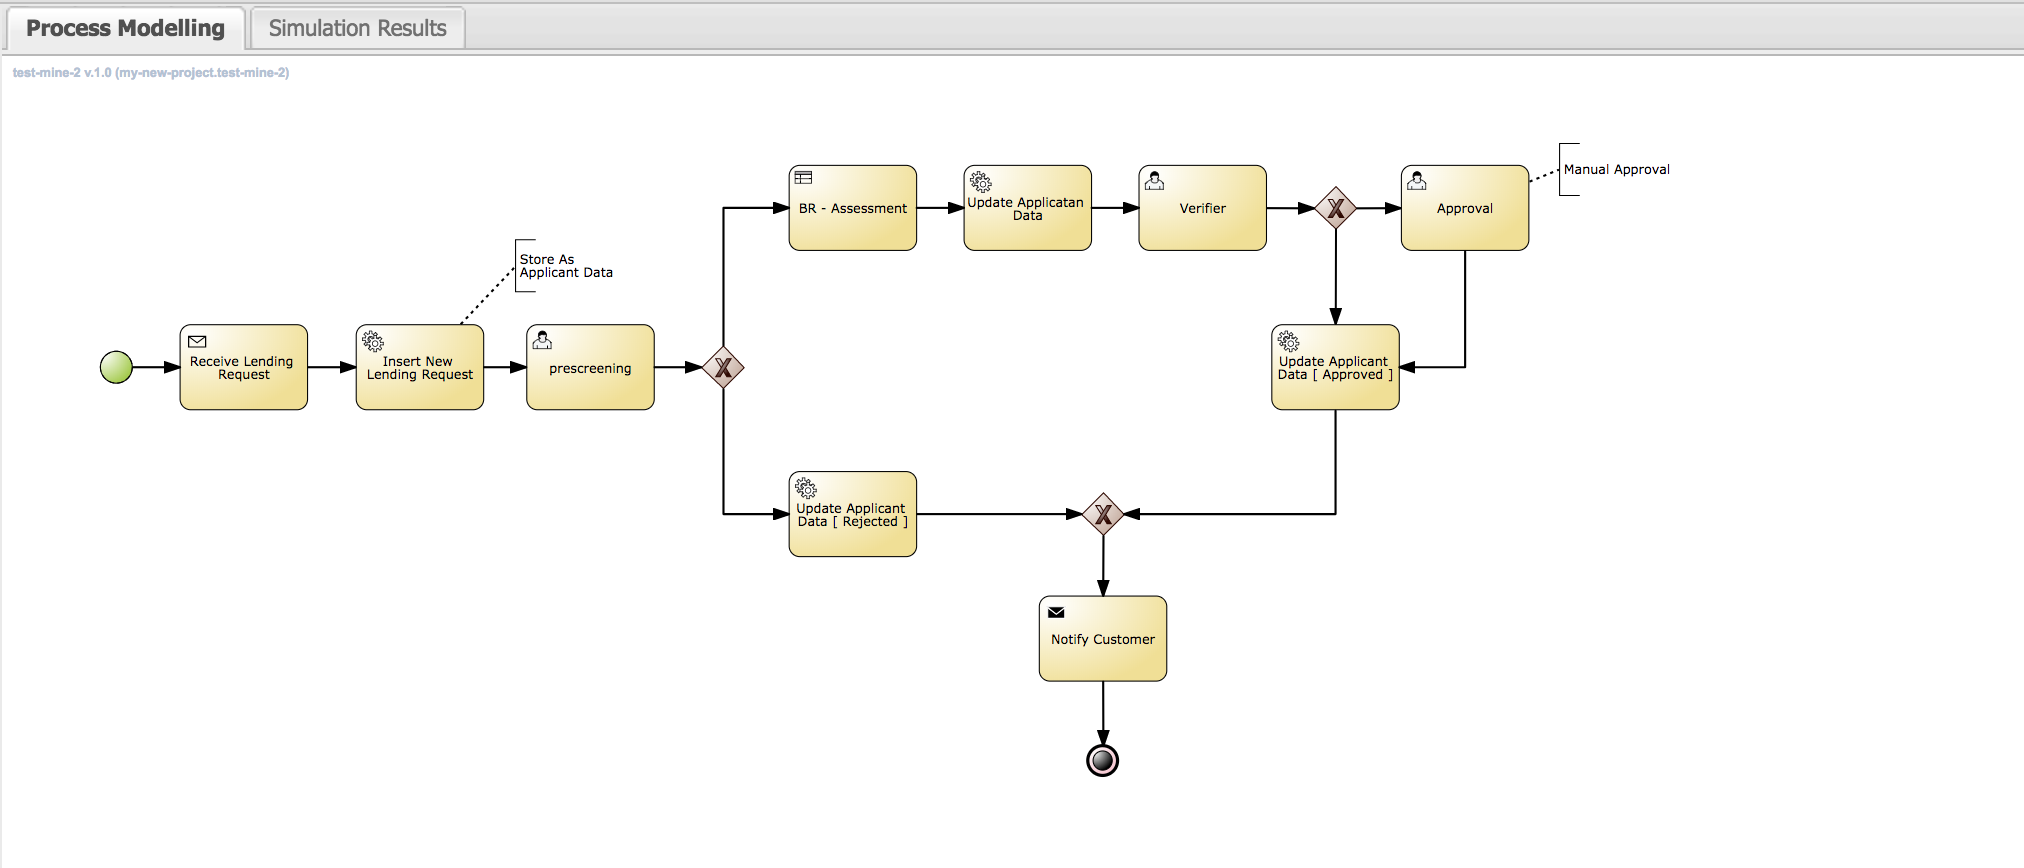 Process Modelling
Simulation Results
test-mine-2 v.1.0 (my-new-project.test-mine-2)
Receive Lending
Request
Insert New
Lending Request
Store As
Applicant Data
prescreening
X
BR - Assessment
Update Applicatan
Data
Verifier
X
Approval
Manual Approval
Update Applicant
Data [ Approved ]
Update Applicant
Data [ Rejected ]
X
Notify Customer